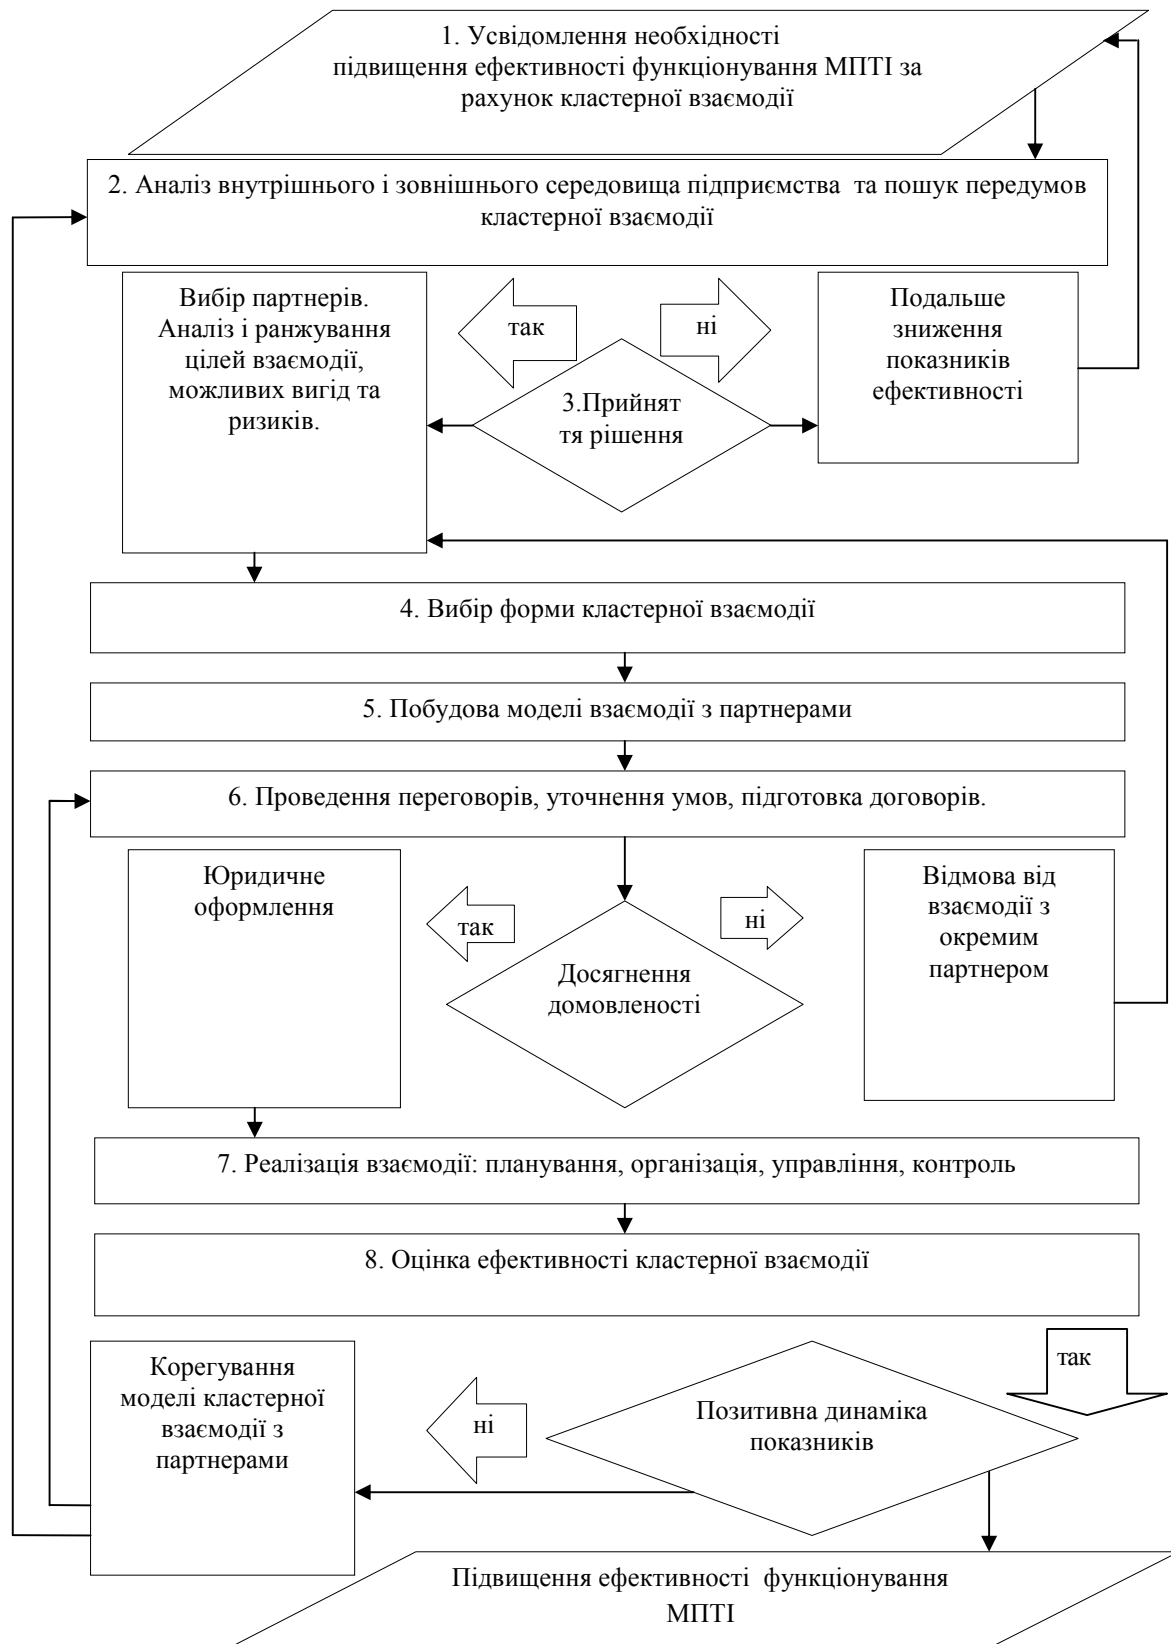 1. Усвідомлення необхідності
підвищення ефективності функціонування МПТІ за
рахунок кластерної взаємодії
2. Аналіз внутрішнього і зовнішнього середовища підприємства та пошук передумов
кластерної взаємодії
Вибір партнерів.
Аналіз і ранжування
цілей взаємодії,
можливих вигід та
ризиків.
так
ні
3.Прийнят
тя рішення
Подальше
зниження
показників
ефективності
4. Вибір форми кластерної взаємодії
5. Побудова моделі взаємодії з партнерами
6. Проведення переговорів, уточнення умов, підготовка договорів.
Юридичне
оформлення
так
ні
Досягнення
домовленості
Відмова від
взаємодії з
окремим
партнером
7. Реалізація взаємодії: планування, організація, управління, контроль
8. Оцінка ефективності кластерної взаємодії
Корегування
моделі кластерної
взаємодії з
партнерами
ні
Позитивна динаміка
показників
так
Підвищення ефективності функціонування
МПТІ